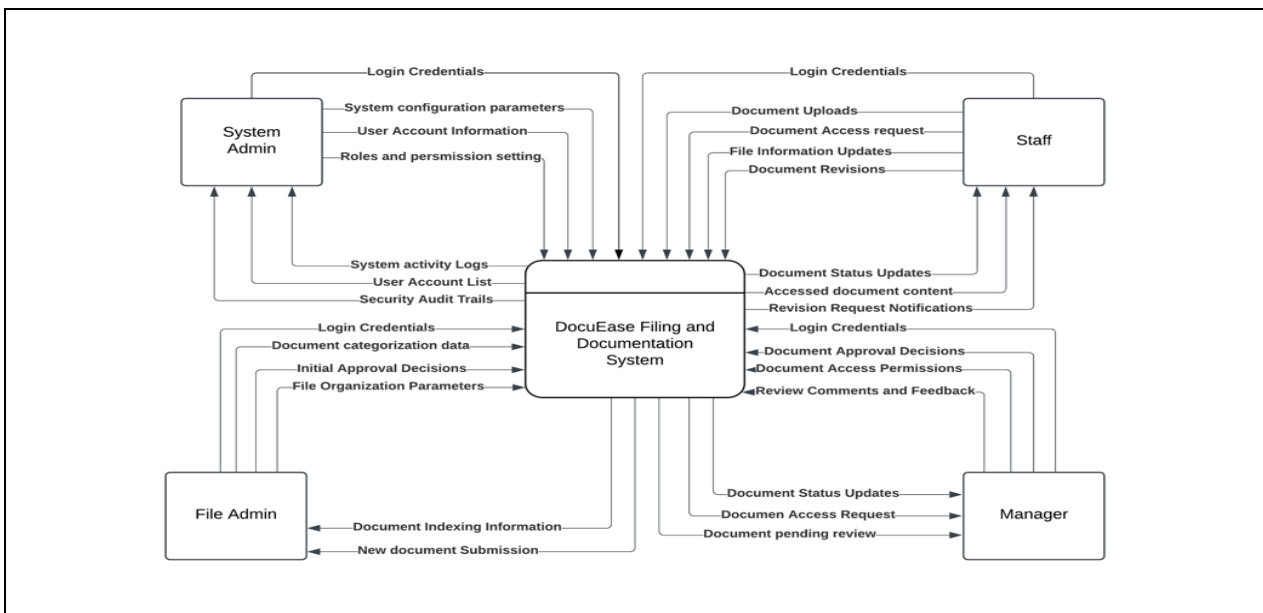 Login Credentials
Login Credentials
System configuration parameters
User Account Information
Roles and persmission setting
System
Admin
Document Uploads
Document Access request
File Information Updates
Document Revisions
Staff
System activity Logs
User Account List
Security Audit Trails
Document Status Updates
Accessed document content
Revision Request Notifications
DocuEase Filing and
Documentation
System
Login Credentials
Document categorization data
Initial Approval Decisions
File Organization Parameters
Login Credentials
Document Approval Decisions
Document Access Permissions
Review Comments and Feedback
File Admin
Document Indexing Information
New document Submission
Document Status Updates
Documen Access Request
Document pending review
Manager